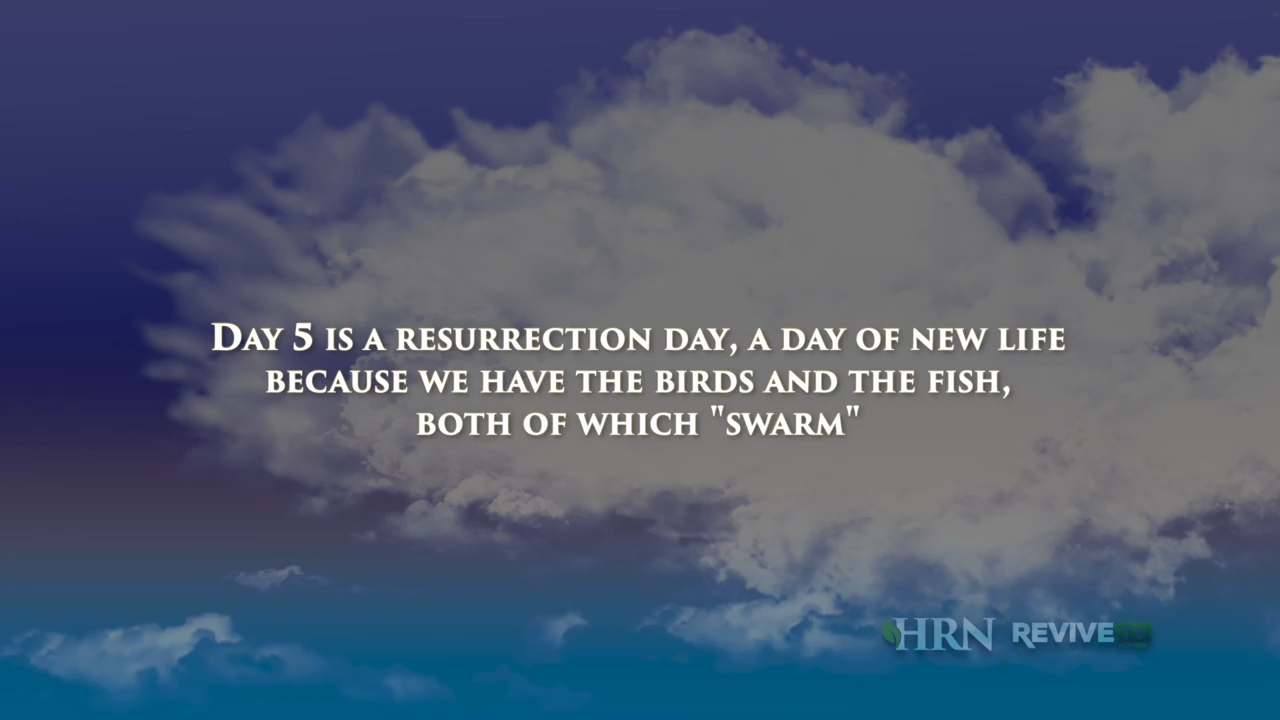 Day 5 is a resurrection day, a day of new life
because we have the birds and the fish,
both of which "swarm"
HRN REVIVE